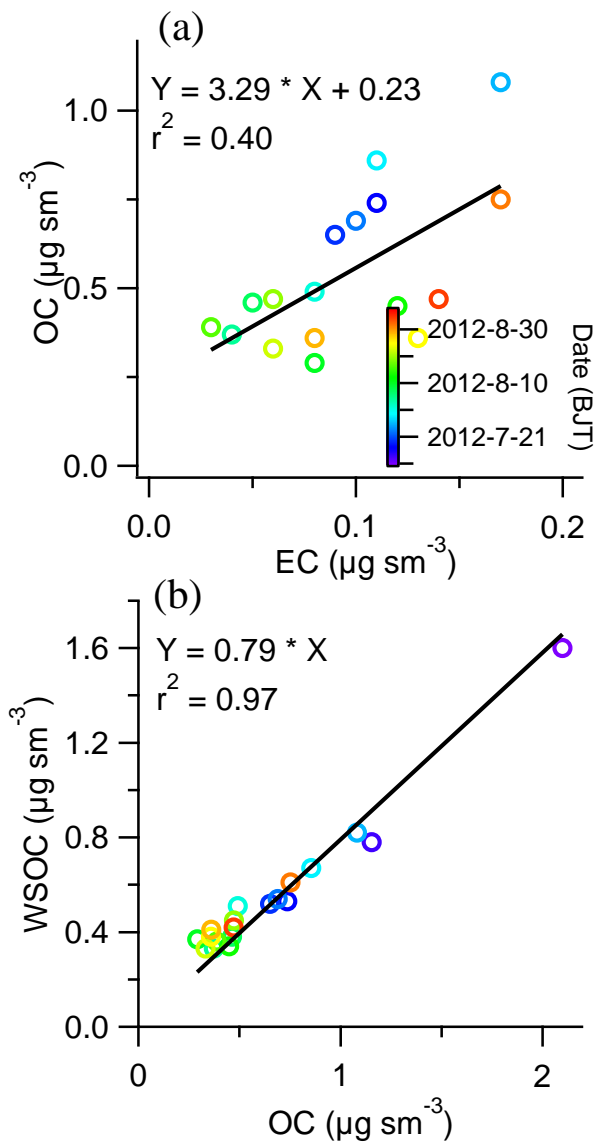 (a)
Y = 3.29 * X + 0.23
r² = 0.40
1.0
0.5
0.0
OC (µg sm⁻³)
2012-8-30
2012-8-10
2012-7-21
Date (BJT)
0.0 0.1 0.2
EC (µg sm⁻³)
(b)
Y = 0.79 * X
r² = 0.97
1.6
1.2
0.8
0.4
0.0
WSOC (µg sm⁻³)
0 1 2
OC (µg sm⁻³)